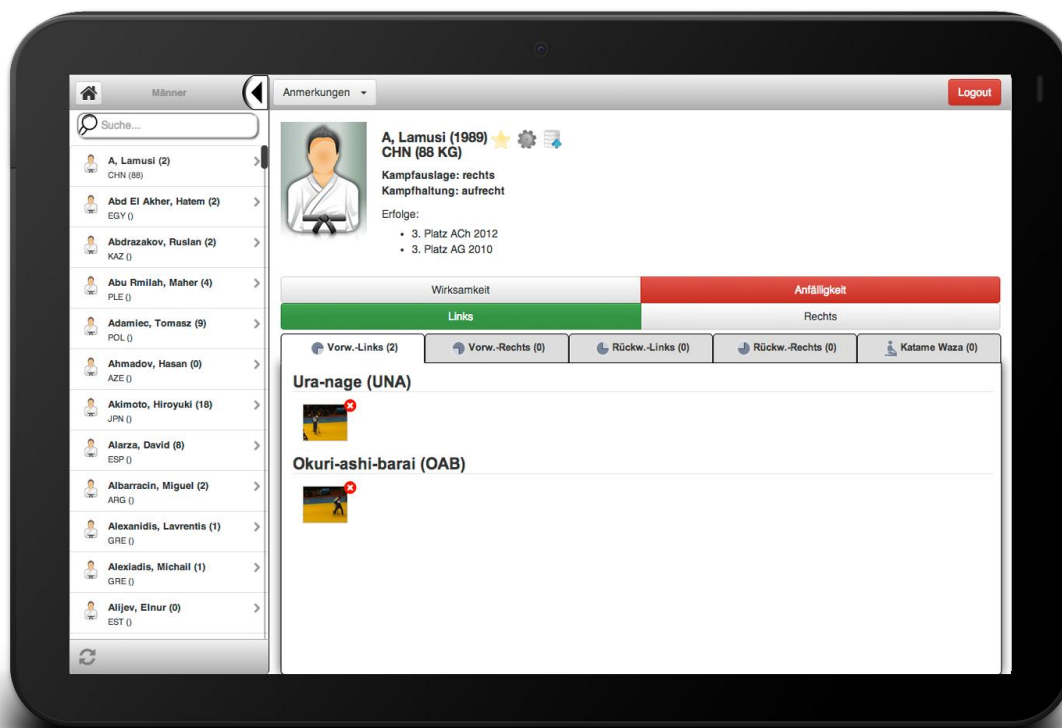 Männer
Anmerkungen
Logout
Suche...
A, Lamusi (2)
CHN (88)
Abd El Akher, Hatem (2)
EGY ()
Abdrazakov, Ruslan (2)
KAZ ()
Abu Rmilah, Maher (4)
PLE ()
Adamiec, Tomasz (9)
POL ()
Ahmadov, Hasan (0)
AZE ()
Akimoto, Hiroyuki (18)
JPN ()
Alarza, David (8)
ESP ()
Albarracin, Miguel (2)
ARG ()
Alexanidis, Lavrentis (1)
GRE ()
Alexiadis, Michail (1)
GRE ()
Alijev, Elnur (0)
EST ()
A, Lamusi (1989)
CHN (88 KG)
Kampfauslage: rechts
Kampfhaltung: aufrecht
Erfolge:
• 3. Platz ACh 2012
• 3. Platz AG 2010
Wirksamkeit Anfälligkeit
Links Rechts
Vorw.-Links (2) Vorw.-Rechts (0) Rückw.-Links (0) Rückw.-Rechts (0) Katame Waza (0)
Ura-nage (UNA)
Okuri-ashi-barai (OAB)